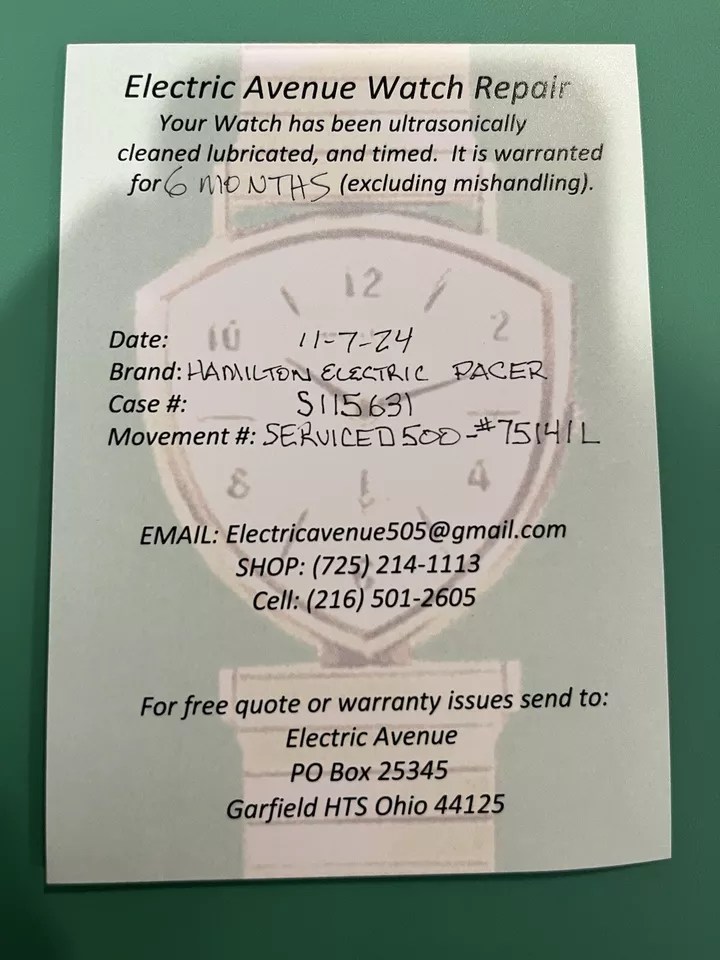 Electric Avenue Watch Repair
Your Watch has been ultrasonically
cleaned lubricated, and timed. It is warranted
for 6 MONTHS (excluding mishandling).
12
10
2
Date: 11-7-24
Brand: HAMILTON ELECTRIC PACER
Case #: S115631
Movement #: SERVICED 500-#75141L
8
4
EMAIL: Electricavenue505@gmail.com
SHOP: (725) 214-1113
Cell: (216) 501-2605
For free quote or warranty issues send to:
Electric Avenue
PO Box 25345
Garfield HTS Ohio 44125